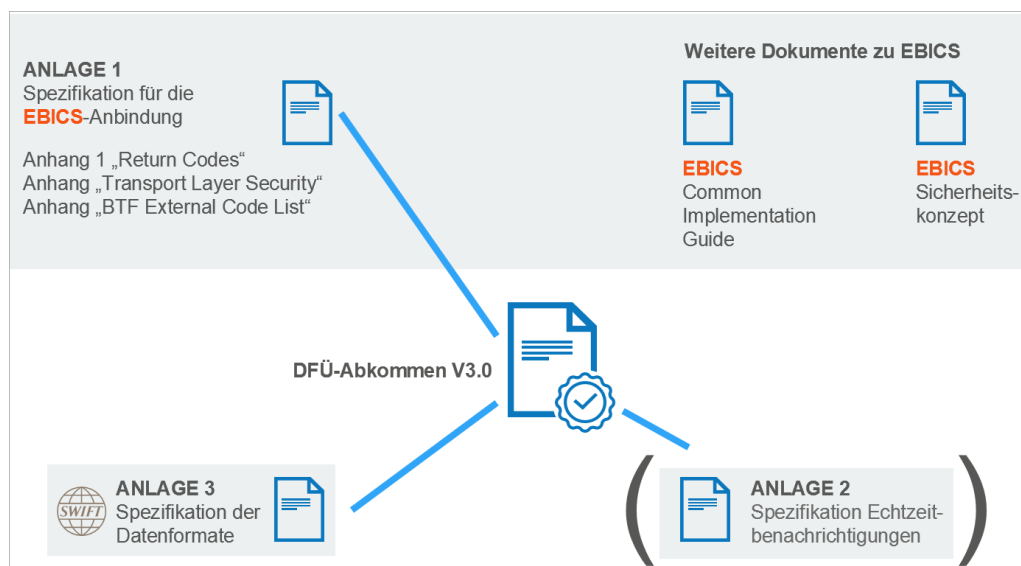 ANLAGE 1
Spezifikation für die
EBICS-Anbindung
Anhang 1 „Return Codes“
Anhang „Transport Layer Security“
Anhang „BTF External Code List“
Weitere Dokumente zu EBICS
EBICS
Common
Implementation
Guide
EBICS
Sicherheits-
konzept
DFÜ-Abkommen V3.0
SWIFT
ANLAGE 3
Spezifikation der
Datenformate
ANLAGE 2
Spezifikation Echtzeit-
benachrichtigungen